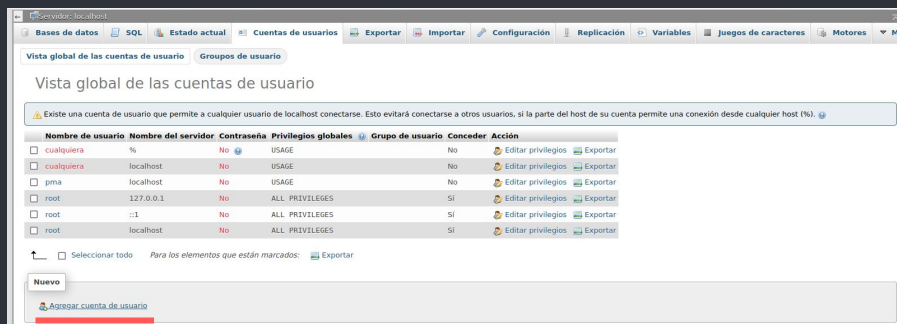 Servidor: localhost
Bases de datos SQL Estado actual Cuentas de usuarios Exportar Importar Configuración Replicación Variables Juegos de caracteres Motores M
Vista global de las cuentas de usuario Groupos de usuario
Vista global de las cuentas de usuario
Existe una cuenta de usuario que permite a cualquier usuario de localhost conectarse. Esto evitará conectarse a otros usuarios, si la parte del host de su cuenta permite una conexión desde cualquier host (%).
Nombre de usuario Nombre del servidor Contraseña Privilegios globales Grupo de usuario Conceder Acción
cualquiera % No USAGE No Editar privilegios Exportar
cualquiera localhost No USAGE No Editar privilegios Exportar
pma localhost No USAGE No Editar privilegios Exportar
root 127.0.0.1 No ALL PRIVILEGES Sí Editar privilegios Exportar
root ::1 No ALL PRIVILEGES Sí Editar privilegios Exportar
root localhost No ALL PRIVILEGES Sí Editar privilegios Exportar
Seleccionar todo Para los elementos que están marcados: Exportar
Nuevo
Agregar cuenta de usuario